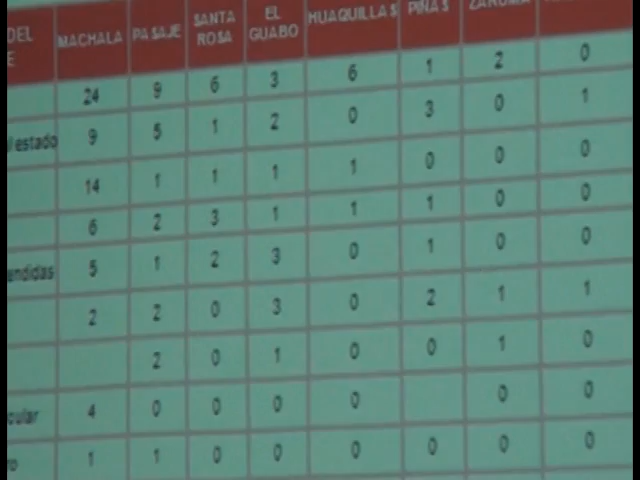 DEL
E MACHALA PASAJE SANTA ROSA EL GUABO HUAQUILLAS PIÑAS ZARUMA
24 9 6 3 6 1 2 0
estado 9 5 1 2 0 3 0 1
14 1 1 1 1 0 0 0
6 2 3 1 1 1 0 0
endidas 5 1 2 3 0 1 0 0
2 2 0 3 0 2 1 1
2 0 1 0 0 1 0
cular 4 0 0 0 0 0 0
ro 1 1 0 0 0 0 0 0